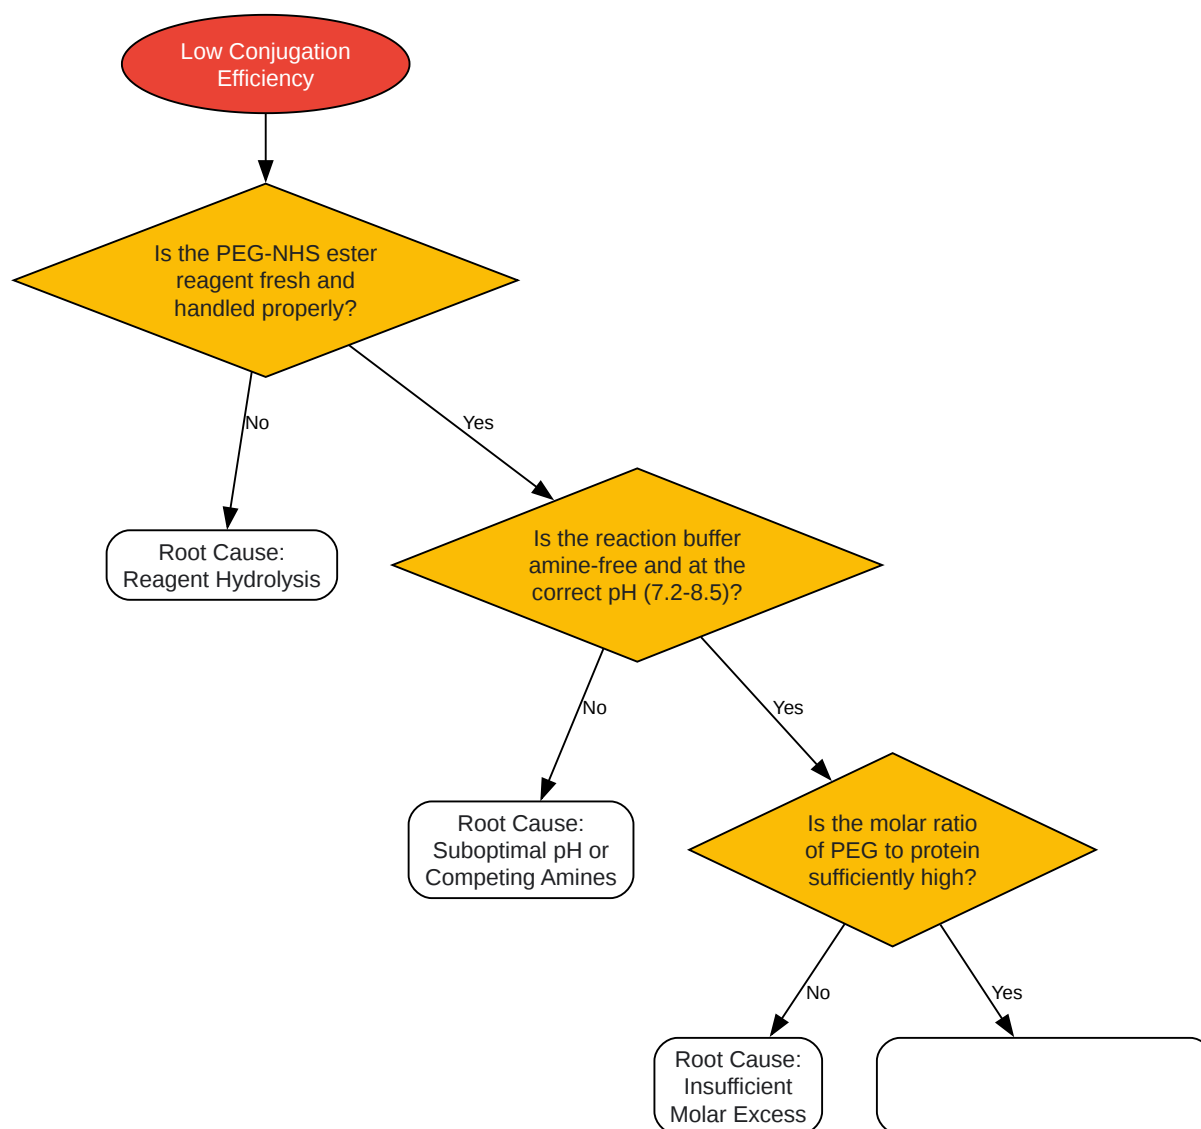 Low Conjugation
Efficiency
Is the PEG-NHS ester
reagent fresh and
handled properly?
No
Yes
Root Cause:
Reagent Hydrolysis
Is the reaction buffer
amine-free and at the
correct pH (7.2-8.5)?
No
Yes
Root Cause:
Suboptimal pH or
Competing Amines
Is the molar ratio
of PEG to protein
sufficiently high?
No
Yes
Root Cause:
Insufficient
Molar Excess